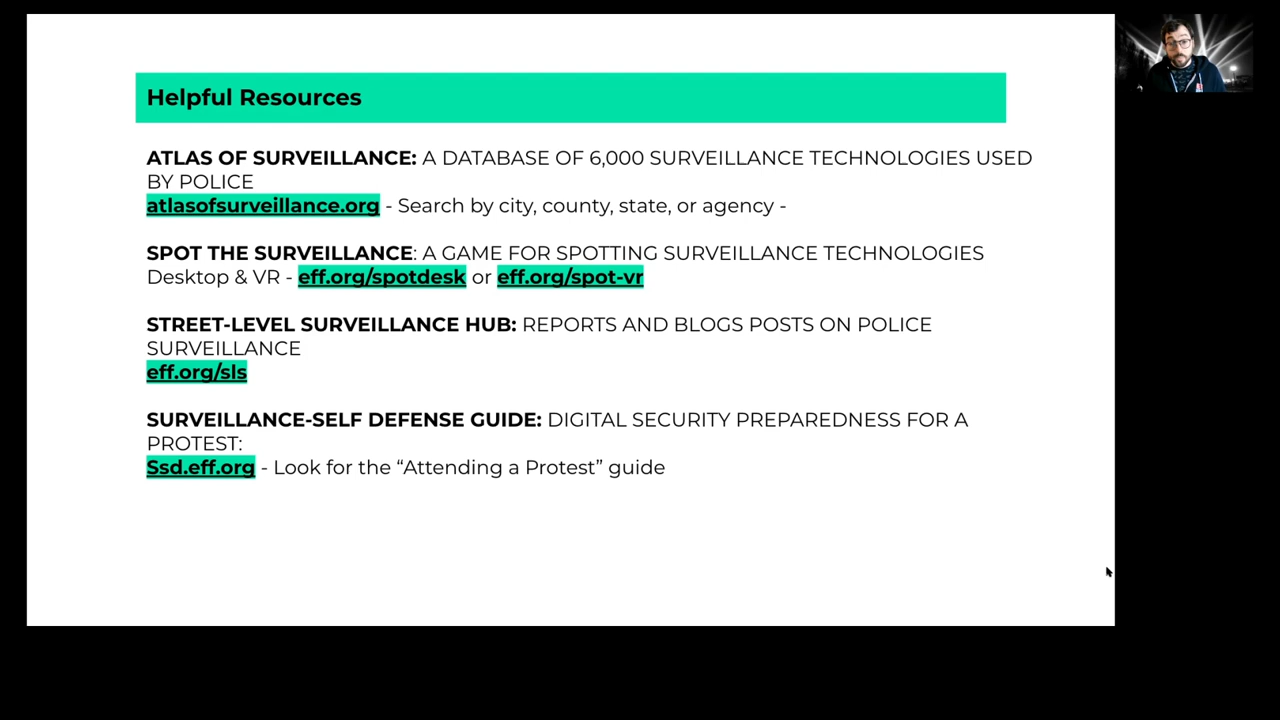 Helpful Resources
ATLAS OF SURVEILLANCE: A DATABASE OF 6,000 SURVEILLANCE TECHNOLOGIES USED
BY POLICE
atlasofsurveillance.org - Search by city, county, state, or agency -
SPOT THE SURVEILLANCE: A GAME FOR SPOTTING SURVEILLANCE TECHNOLOGIES
Desktop & VR - eff.org/spotdesk or eff.org/spot-vr
STREET-LEVEL SURVEILLANCE HUB: REPORTS AND BLOGS POSTS ON POLICE
SURVEILLANCE
eff.org/sls
SURVEILLANCE-SELF DEFENSE GUIDE: DIGITAL SECURITY PREPAREDNESS FOR A
PROTEST:
Ssd.eff.org - Look for the “Attending a Protest” guide